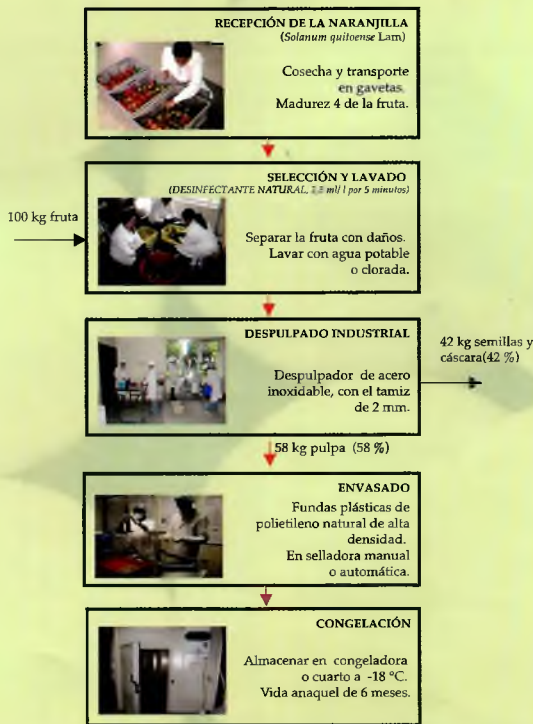 RECEPCIÓN DE LA NARANJILLA
(Solanum quitoense Lam)
Cosecha y transporte
en gavetas.
Madurez 4 de la fruta.
SELECCIÓN Y LAVADO
(DESINFECTANTE NATURAL, ml/ l por 5 minutos)
100 kg fruta
Separar la fruta con daños.
Lavar con agua potable
o clorada.
DESPULPADO INDUSTRIAL
Despulpador de acero
inoxidable, con el tamiz
de 2 mm.
42 kg semillas y
cáscara(42 %)
58 kg pulpa (58 %)
ENVASADO
Fundas plásticas de
polietileno natural de alta
densidad.
En selladora manual
o automática.
CONGELACIÓN
Almacenar en congeladora
o cuarto a -18 °C.
Vida anaquel de 6 meses.